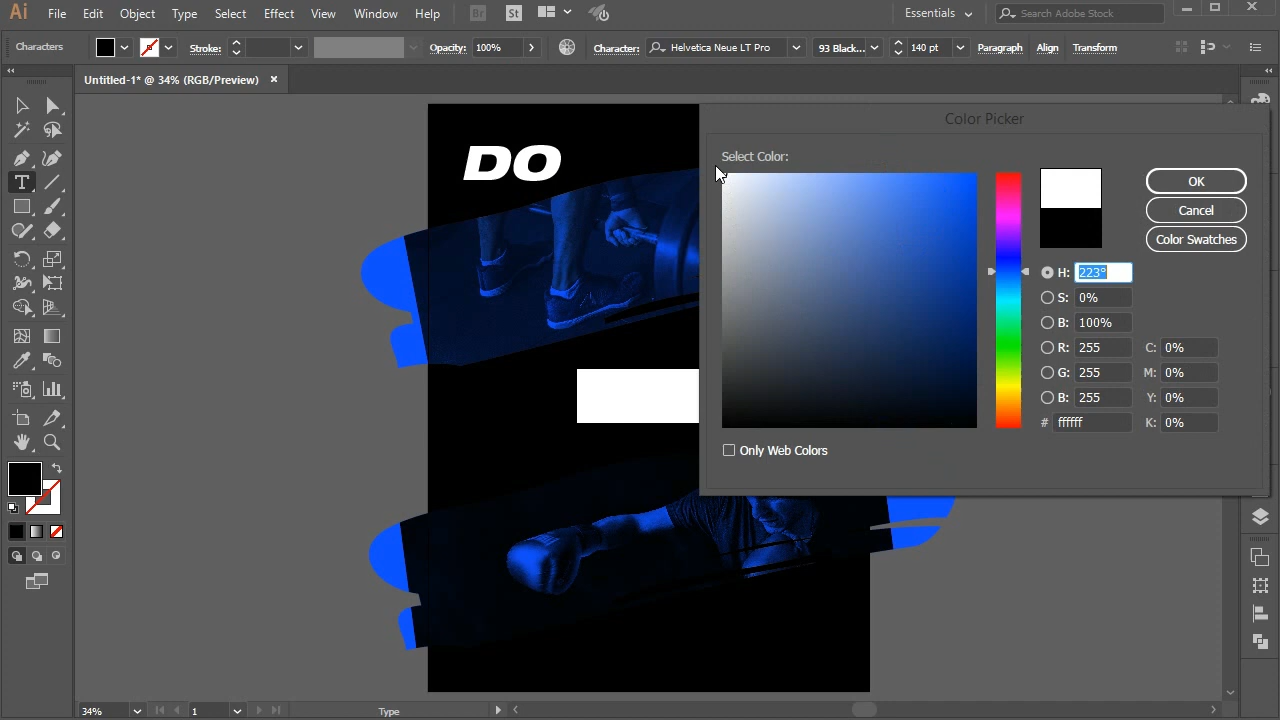 Ai File Edit Object Type Select Effect View Window Help Br St Essentials Search Adobe Stock
Characters Stroke: Opacity: 100% Character: Helvetica Neue LT Pro 93 Black... 140 pt Paragraph Align Transform
Untitled-1* @ 34% (RGB/Preview) ×
Color Picker
DO
Select Color:
OK
Cancel
Color Swatches
H: 223°
S: 0%
B: 100%
R: 255 C: 0%
G: 255 M: 0%
B: 255 Y: 0%
# ffffff K: 0%
Only Web Colors
T
34% 1 Type